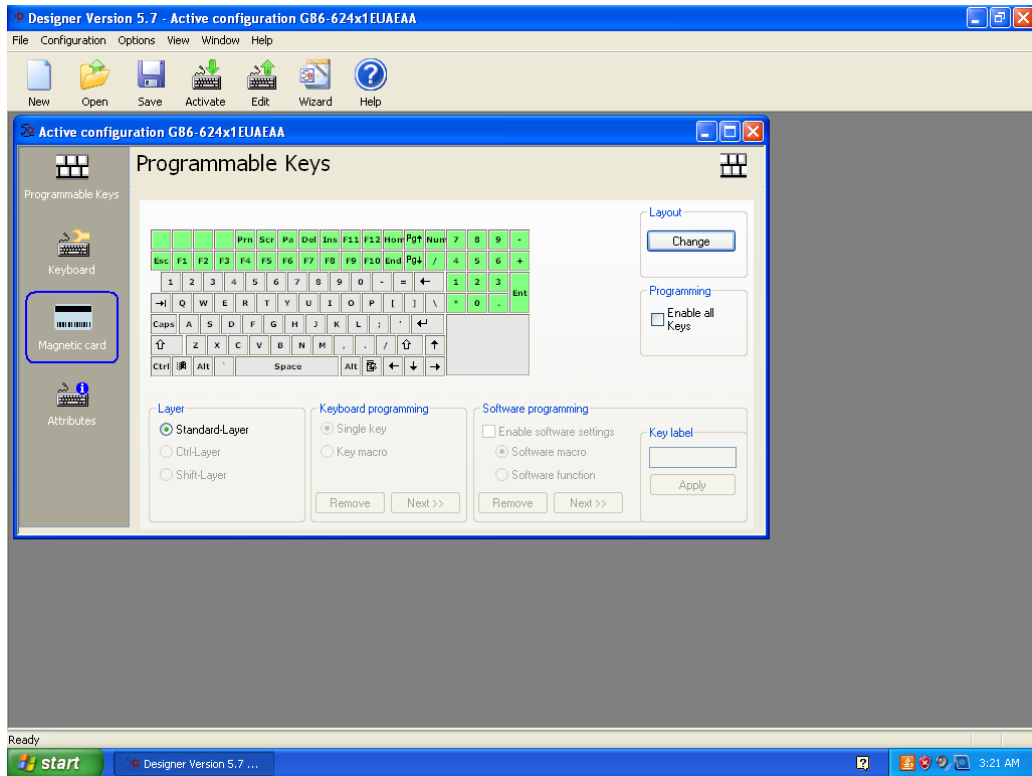 Designer Version 5.7 - Active configuration G86-624x1EUAEAA
File Configuration Options View Window Help
New Open Save Activate Edit Wizard Help
Active configuration G86-624x1EUAEAA
Programmable Keys
Programmable Keys
Keyboard
Magnetic card
Attributes
Prn Scr Pa Del Ins F11 F12 Hom Pg↑ Num 7 8 9 -
Esc F1 F2 F3 F4 F5 F6 F7 F8 F9 F10 End Pg↓ / 4 5 6 +
1 2 3 4 5 6 7 8 9 0 - = ← 1 2 3 Ent
→| Q W E R T Y U I O P [ ] \ * 0 .
Caps A S D F G H J K L ; ' ↵
⇧ Z X C V B N M , . / ⇧ ↑
Ctrl Alt ` Space Alt ← ↓ →
Layout
Change
Programming
Enable all
Keys
Layer
Standard-Layer
Ctrl-Layer
Shift-Layer
Keyboard programming
Single key
Key macro
Remove Next >>
Software programming
Enable software settings
Software macro
Software function
Remove Next >>
Key label
Apply
Ready
start Designer Version 5.7 ... 3:21 AM